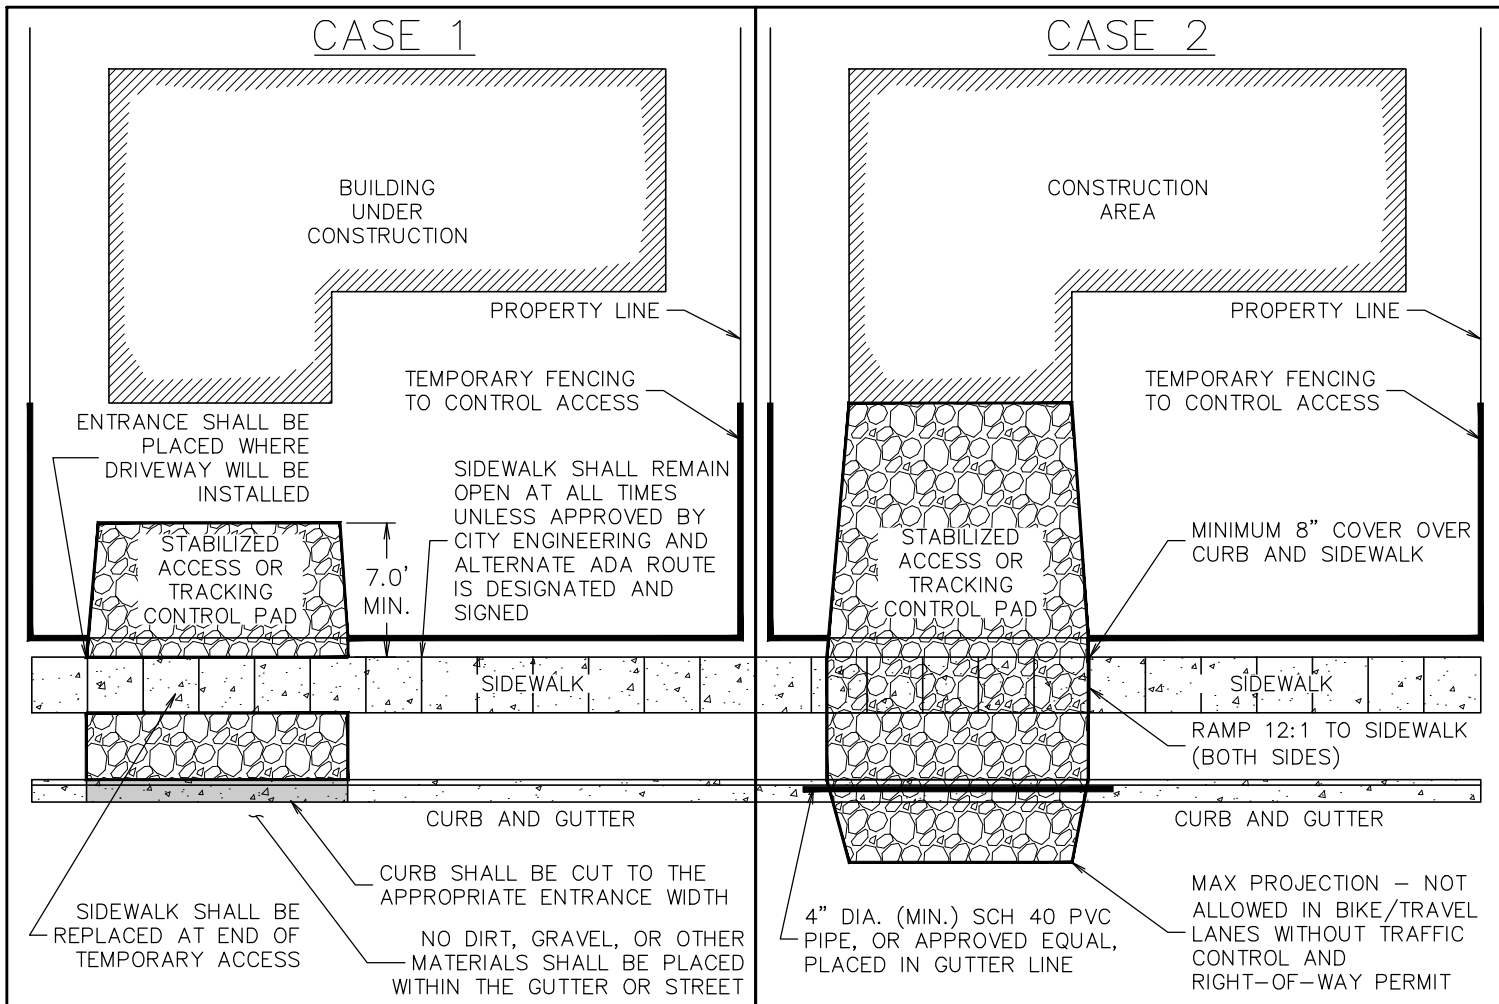 CASE 1
BUILDING
UNDER
CONSTRUCTION
PROPERTY LINE
TEMPORARY FENCING
TO CONTROL ACCESS
ENTRANCE SHALL BE
PLACED WHERE
DRIVEWAY WILL BE
INSTALLED
SIDEWALK SHALL REMAIN
OPEN AT ALL TIMES
UNLESS APPROVED BY
CITY ENGINEERING AND
ALTERNATE ADA ROUTE
IS DESIGNATED AND
SIGNED
STABILIZED
ACCESS OR
TRACKING
CONTROL PAD
7.0'
MIN.
SIDEWALK
CURB AND GUTTER
CURB SHALL BE CUT TO THE
APPROPRIATE ENTRANCE WIDTH
SIDEWALK SHALL BE
REPLACED AT END OF
TEMPORARY ACCESS
NO DIRT, GRAVEL, OR OTHER
MATERIALS SHALL BE PLACED
WITHIN THE GUTTER OR STREET
CASE 2
CONSTRUCTION
AREA
PROPERTY LINE
TEMPORARY FENCING
TO CONTROL ACCESS
STABILIZED
ACCESS OR
TRACKING
CONTROL PAD
MINIMUM 8" COVER OVER
CURB AND SIDEWALK
SIDEWALK
RAMP 12:1 TO SIDEWALK
(BOTH SIDES)
CURB AND GUTTER
4" DIA. (MIN.) SCH 40 PVC
PIPE, OR APPROVED EQUAL,
PLACED IN GUTTER LINE
MAX PROJECTION – NOT
ALLOWED IN BIKE/TRAVEL
LANES WITHOUT TRAFFIC
CONTROL AND
RIGHT–OF–WAY PERMIT